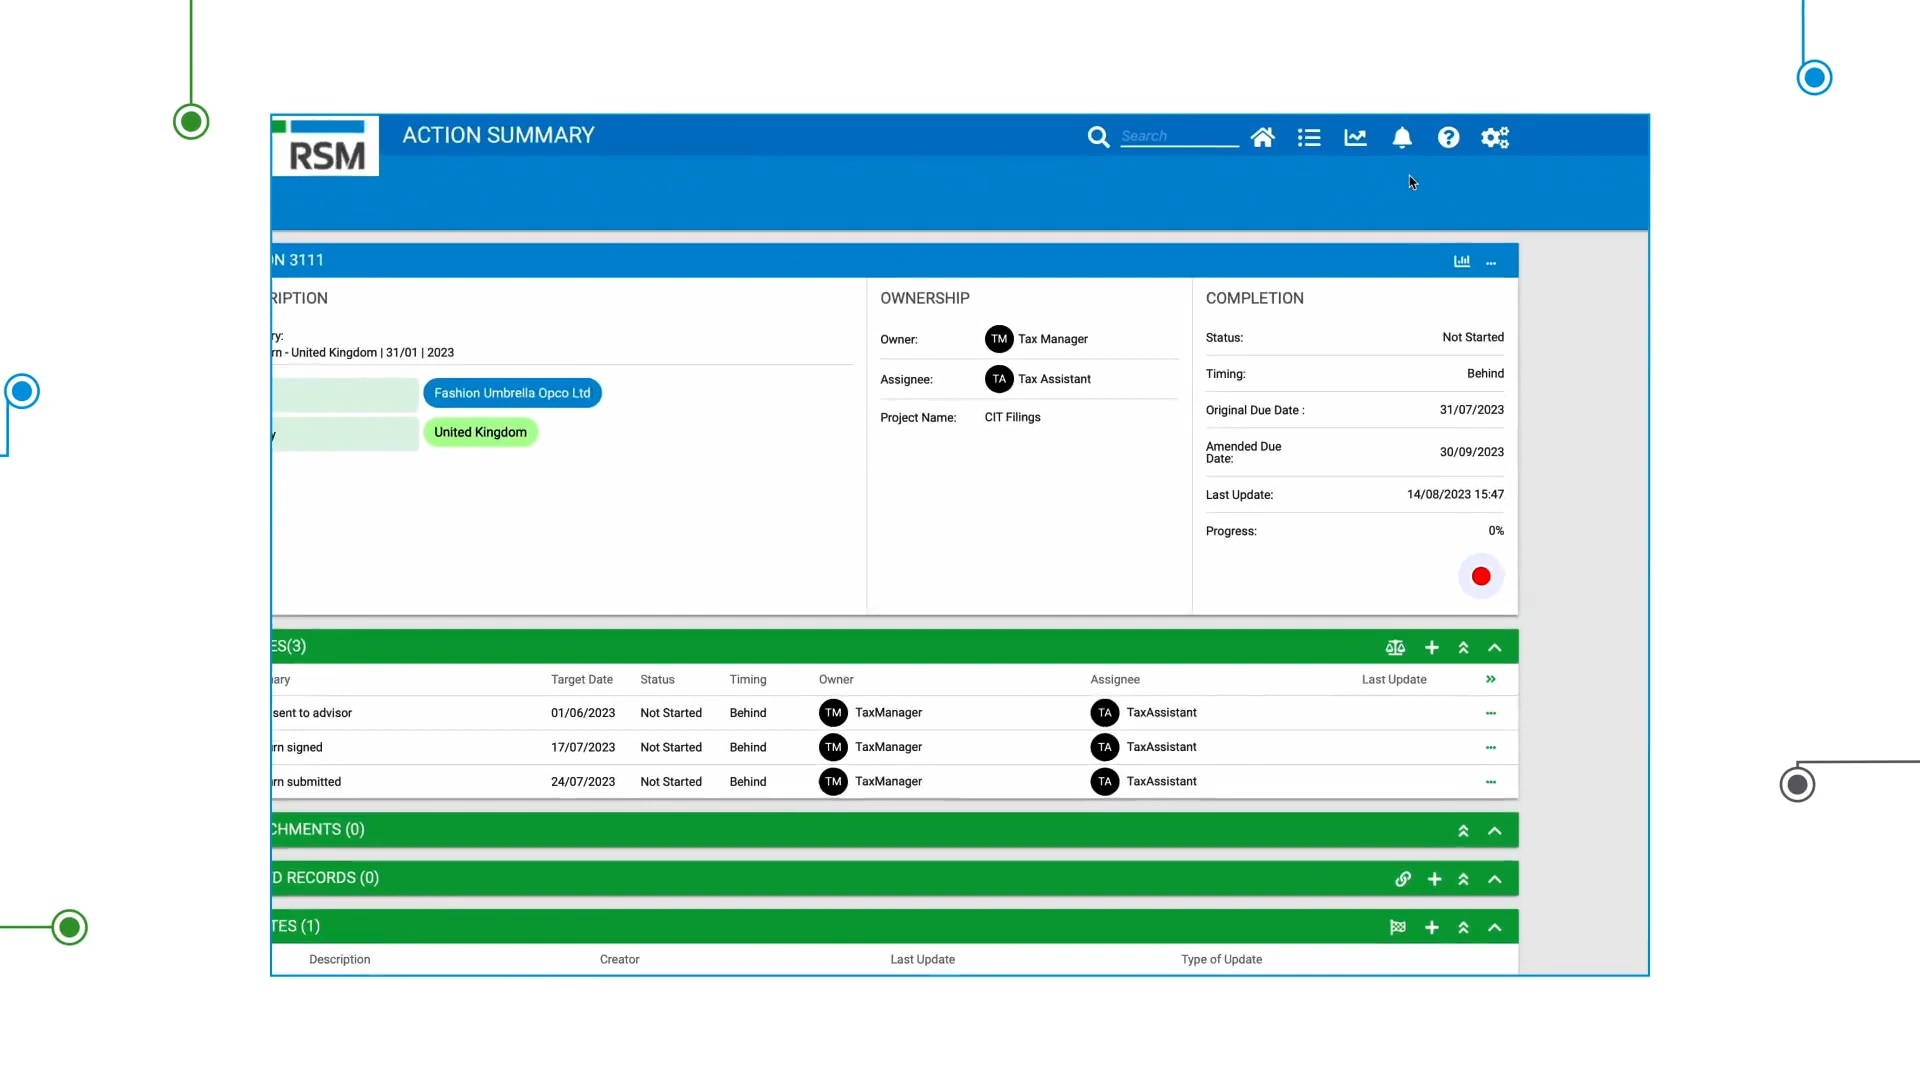 RSM
ACTION SUMMARY
Search
N 3111
RIPTION
ry:
rn - United Kingdom | 31/01 | 2023
Fashion Umbrella Opco Ltd
y
United Kingdom
OWNERSHIP
Owner:
TM Tax Manager
Assignee:
TA Tax Assistant
Project Name:
CIT Filings
COMPLETION
Status:
Not Started
Timing:
Behind
Original Due Date :
31/07/2023
Amended Due
Date:
30/09/2023
Last Update:
14/08/2023 15:47
Progress:
0%
ES(3)
ary Target Date Status Timing Owner Assignee Last Update
sent to advisor 01/06/2023 Not Started Behind TM TaxManager TA TaxAssistant
rn signed 17/07/2023 Not Started Behind TM TaxManager TA TaxAssistant
rn submitted 24/07/2023 Not Started Behind TM TaxManager TA TaxAssistant
CHMENTS (0)
D RECORDS (0)
TES (1)
Description Creator Last Update Type of Update